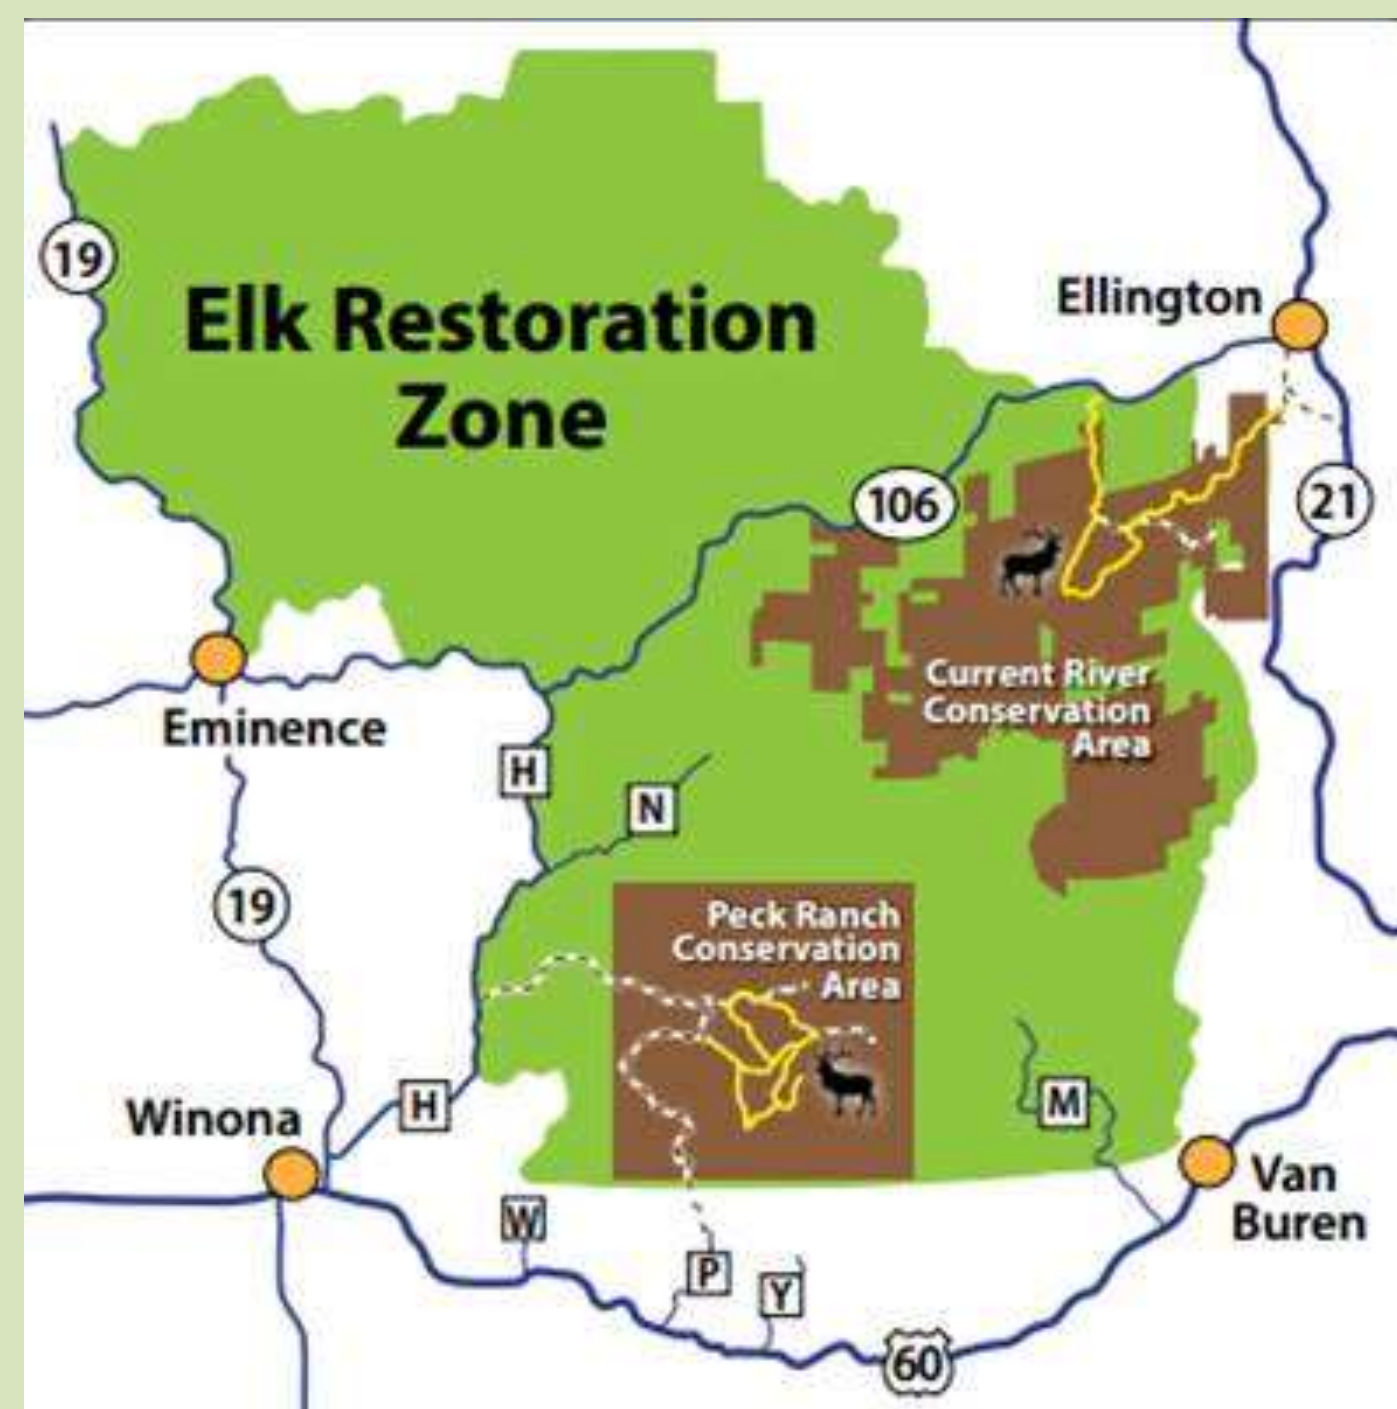 19
Elk Restoration
Zone
Ellington
106
21
Current River
Conservation
Area
Eminence
H
N
19
Peck Ranch
Conservation
Area
Winona
H
M
Van
Buren
W
P
Y
60